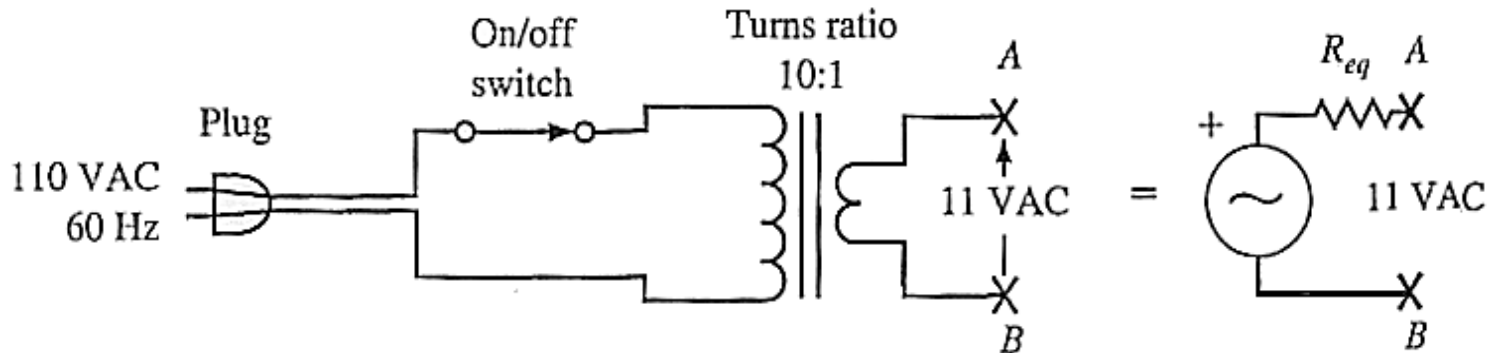 On/off
switch
Turns ratio
10:1
Plug
110 VAC
60 Hz
A
11 VAC
B
=
R_eq
A
+
11 VAC
B